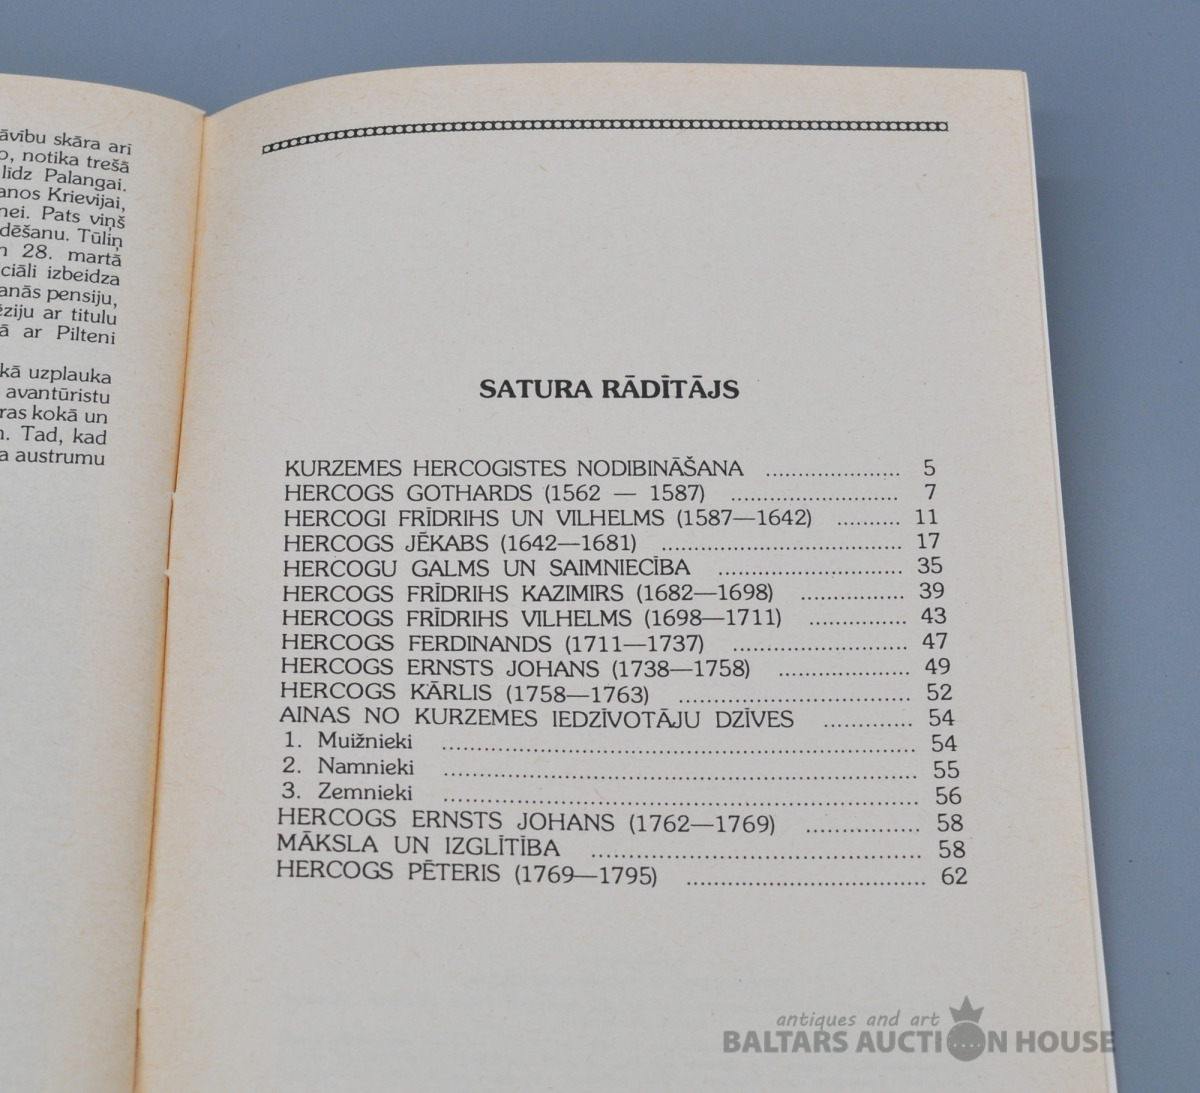 āvību skāra arī
o, notika trešā
līdz Palangai.
anos Krievijai,
nei. Pats viņš
dēšanu. Tūliņ
28. martā
ciāli izbeidza
anās pensiju,
ēziju ar titulu
ā ar Pilteni
kā uzplauka
avantūristu
ras kokā un
n. Tad, kad
a austrumu
SATURA RĀDĪTĀJS
KURZEMES HERCOGISTES NODIBINĀŠANA .................... 5
HERCOGS GOTHARDS (1562 — 1587) ......................... 7
HERCOGI FRĪDRIHS UN VILHELMS (1587—1642) .......... 11
HERCOGS JĒKABS (1642—1681) .................................... 17
HERCOGU GALMS UN SAIMNIECĪBA ........................... 35
HERCOGS FRĪDRIHS KAZIMIRS (1682—1698) ............... 39
HERCOGS FRĪDRIHS VILHELMS (1698—1711) .............. 43
HERCOGS FERDINANDS (1711—1737) .......................... 47
HERCOGS ERNSTS JOHANS (1738—1758) ................... 49
HERCOGS KĀRLIS (1758—1763) .................................. 52
AINAS NO KURZEMES IEDZĪVOTĀJU DZĪVES ............. 54
1. Muižnieki ...................................................................... 54
2. Namnieki ...................................................................... 55
3. Zemnieki ...................................................................... 56
HERCOGS ERNSTS JOHANS (1762—1769) ................. 58
MĀKSLA UN IZGLĪTĪBA ................................................ 58
HERCOGS PĒTERIS (1769—1795) ................................... 62
antiques and art
BALTARS AUCTION HOUSE